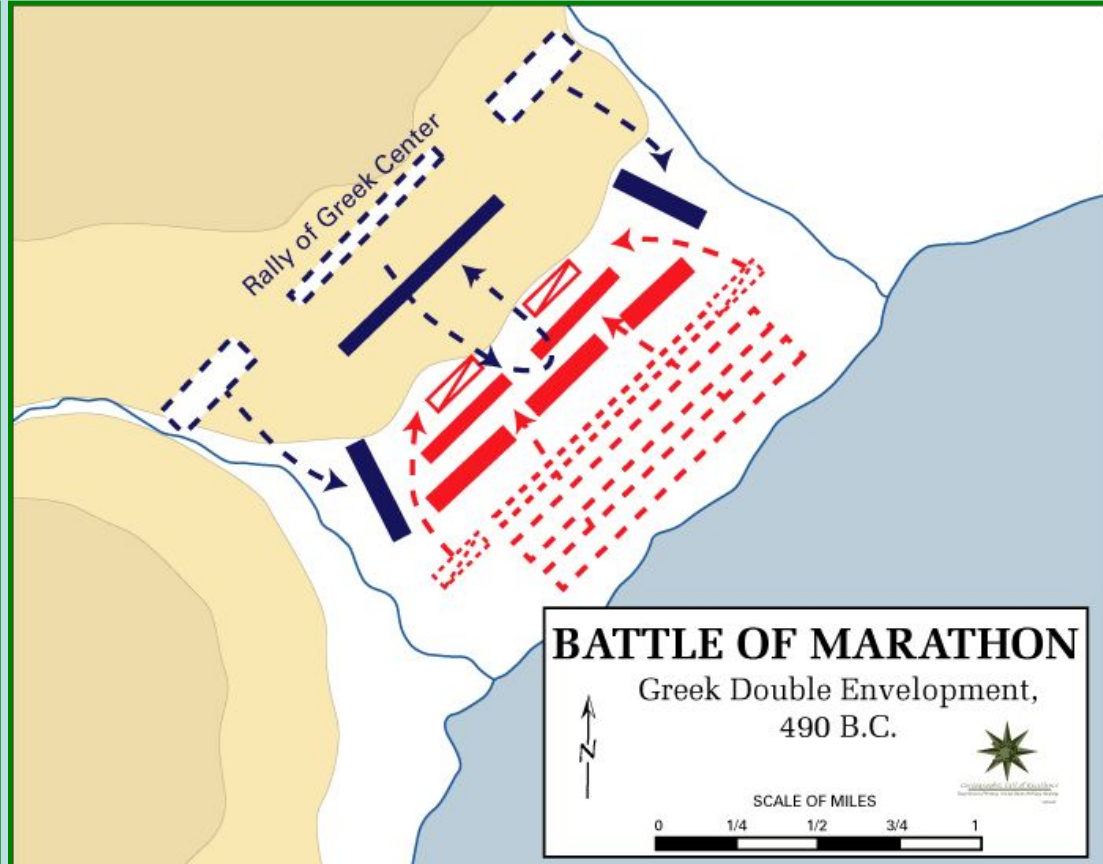 Rally of Greek Center
BATTLE OF MARATHON
Greek Double Envelopment,
490 B.C.
N
SCALE OF MILES
0 1/4 1/2 3/4 1